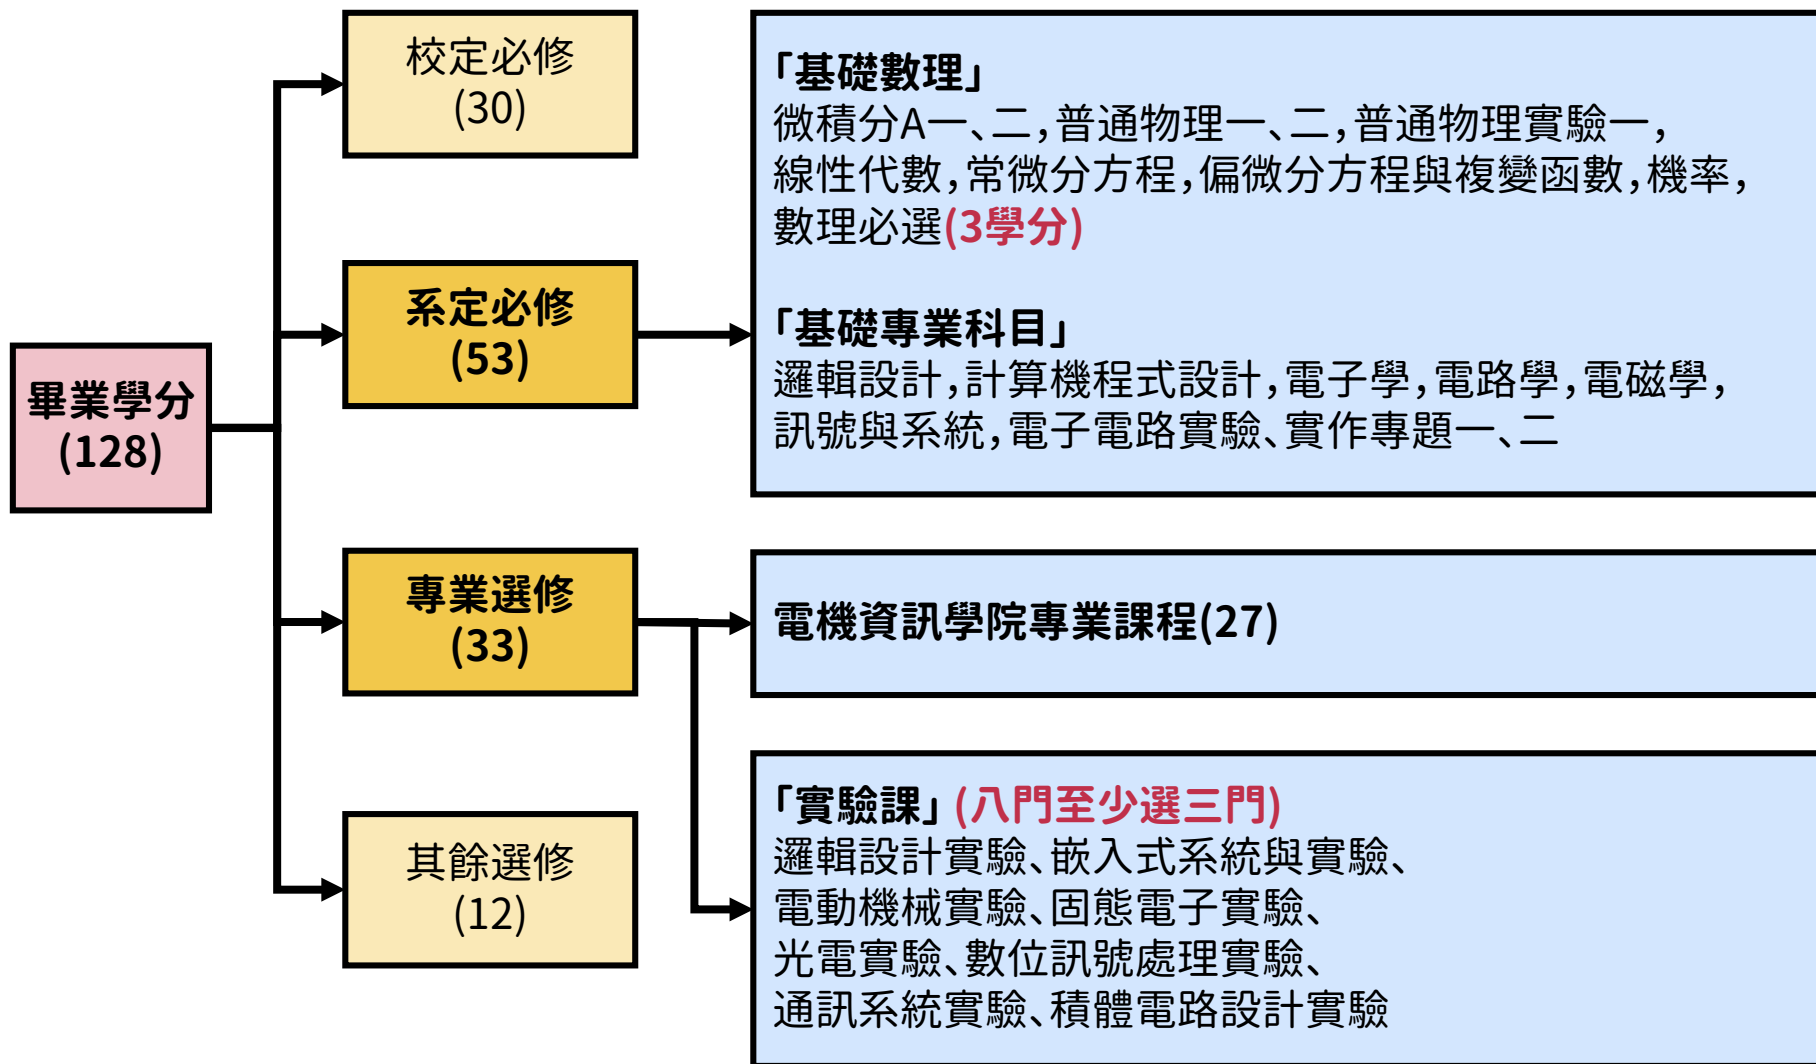 畢業學分
(128)
校定必修
(30)
系定必修
(53)
專業選修
(33)
其餘選修
(12)
「基礎數理」
微積分A一、二,普通物理一、二,普通物理實驗一,
線性代數,常微分方程,偏微分方程與複變函數,機率,
數理必選(3學分)
「基礎專業科目」
邏輯設計,計算機程式設計,電子學,電路學,電磁學,
訊號與系統,電子電路實驗、實作專題一、二
電機資訊學院專業課程(27)
「實驗課」(八門至少選三門)
邏輯設計實驗、嵌入式系統與實驗、
電動機械實驗、固態電子實驗、
光電實驗、數位訊號處理實驗、
通訊系統實驗、積體電路設計實驗